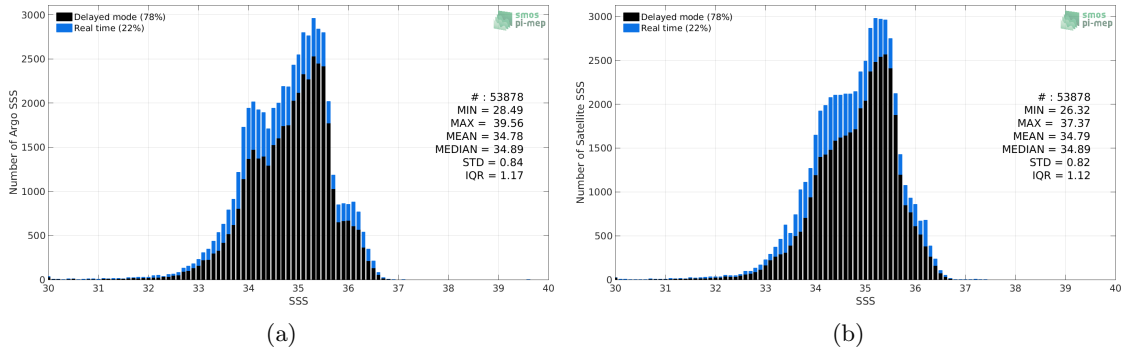 Delayed mode (78%)
Real time (22%)
smos
pi-mep
# : 53878
MIN = 28.49
MAX = 39.56
MEAN = 34.78
MEDIAN = 34.89
STD = 0.84
IQR = 1.17
Number of Argo SSS
3000
2500
2000
1500
1000
500
0
30 31 32 33 34 35 36 37 38 39 40
SSS
(a)
Delayed mode (78%)
Real time (22%)
smos
pi-mep
# : 53878
MIN = 26.32
MAX = 37.37
MEAN = 34.79
MEDIAN = 34.89
STD = 0.82
IQR = 1.12
Number of Satellite SSS
3000
2500
2000
1500
1000
500
0
30 31 32 33 34 35 36 37 38 39 40
SSS
(b)